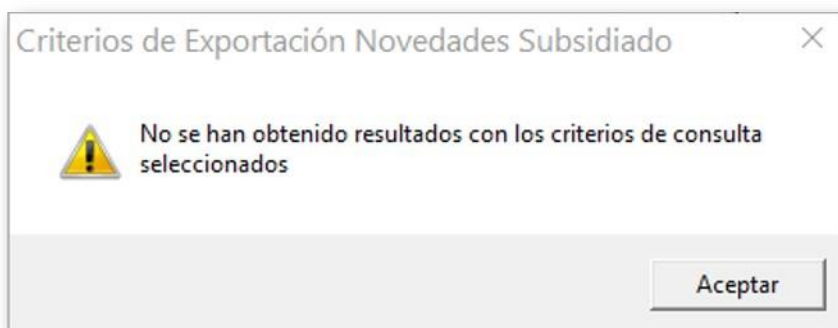 Criterios de Exportación Novedades Subsidiado
No se han obtenido resultados con los criterios de consulta
seleccionados
Aceptar